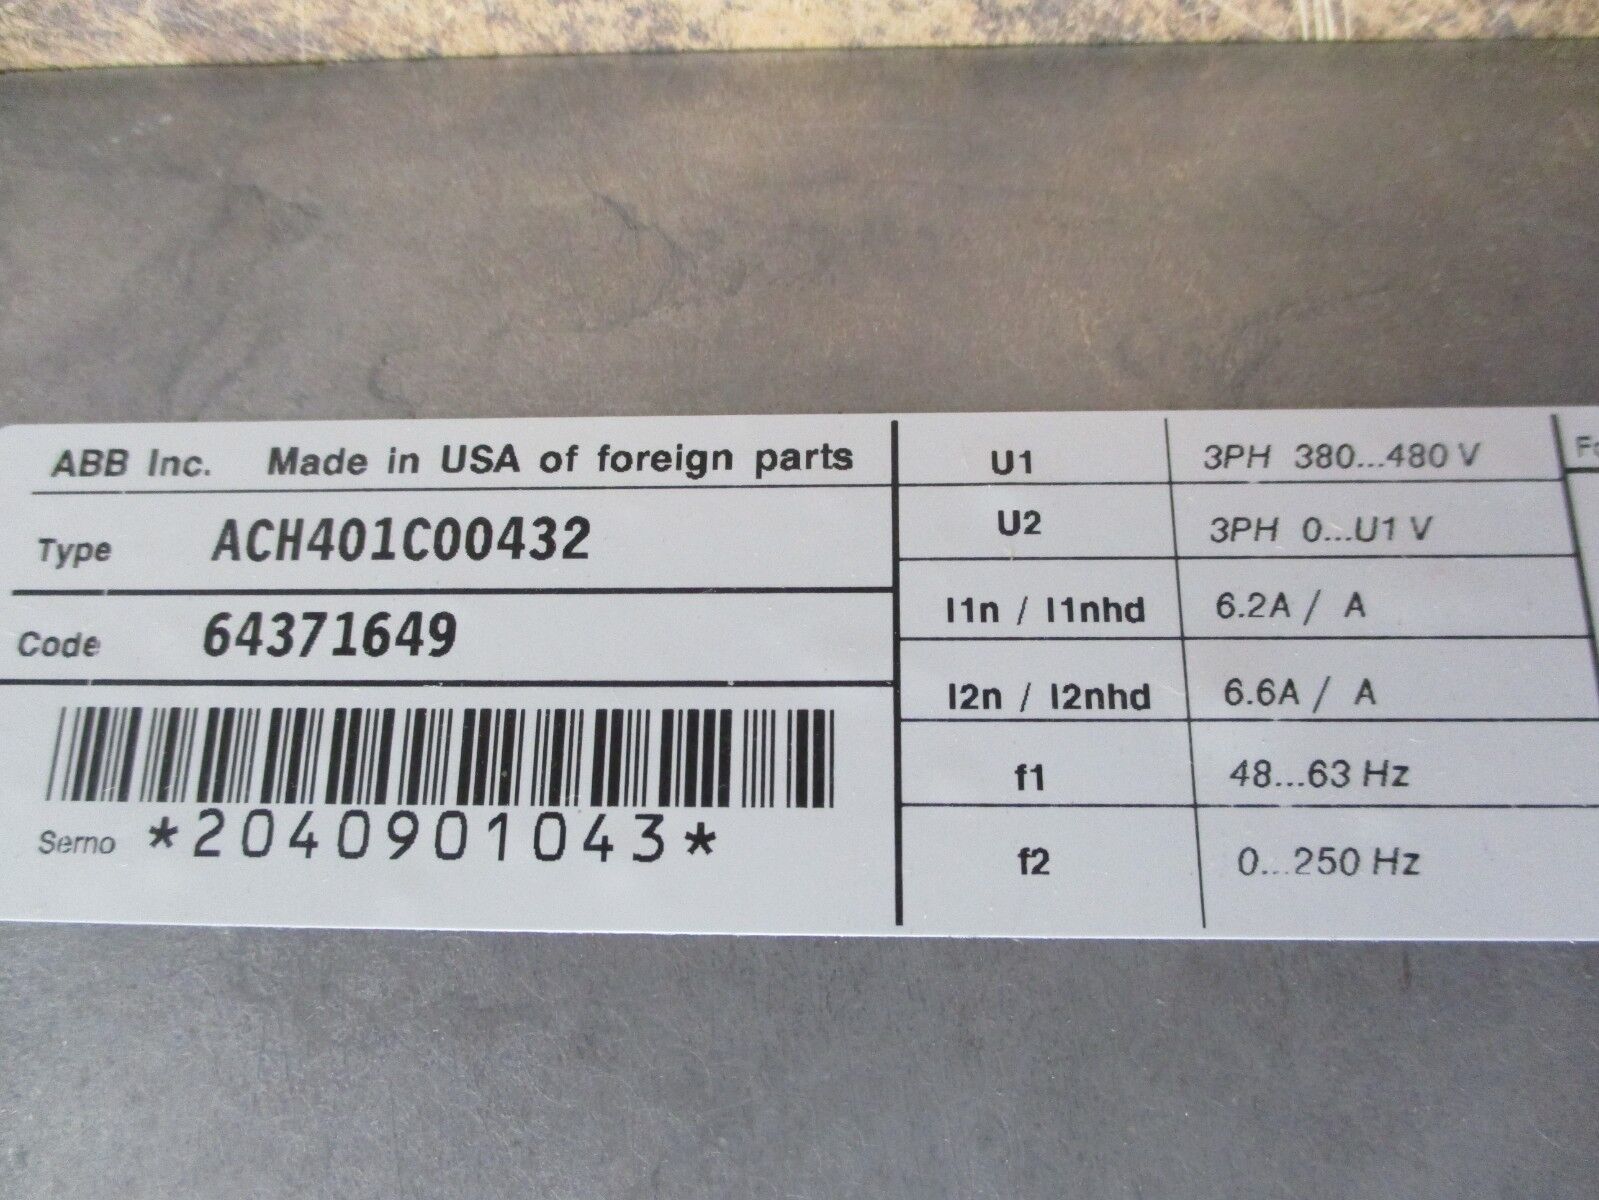 ABB Inc. Made in USA of foreign parts
Type ACH401C00432
Code 64371649
Serno *2040901043*
U1 3PH 380...480 V
U2 3PH 0...U1 V
I1n / I1nhd 6.2A / A
I2n / I2nhd 6.6A / A
f1 48...63 Hz
f2 0...250 Hz